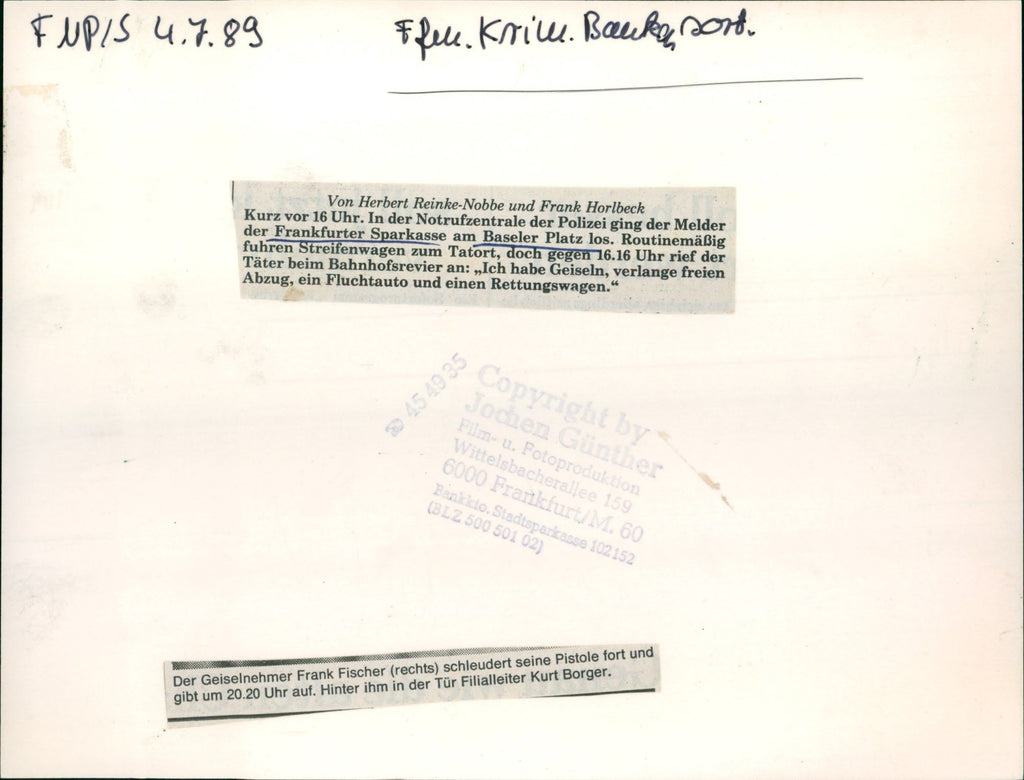 FNP/S 4.7.89
Ffm. Krim. Banküberf.
Von Herbert Reinke-Nobbe und Frank Horlbeck
Kurz vor 16 Uhr. In der Notrufzentrale der Polizei ging der Melder
der Frankfurter Sparkasse am Baseler Platz los. Routinemäßig
fuhren Streifenwagen zum Tatort, doch gegen 16.16 Uhr rief der
Täter beim Bahnhofsrevier an: „Ich habe Geiseln, verlange freien
Abzug, ein Fluchtauto und einen Rettungswagen.“
☎ 45 49 35
Copyright by
Jochen Günther
Film- u. Fotoproduktion
Wittelsbacherallee 159
6000 Frankfurt/M. 60
Bankkto. Stadtsparkasse 102152
(BLZ 500 501 02)
Der Geiselnehmer Frank Fischer (rechts) schleudert seine Pistole fort und
gibt um 20.20 Uhr auf. Hinter ihm in der Tür Filialleiter Kurt Borger.